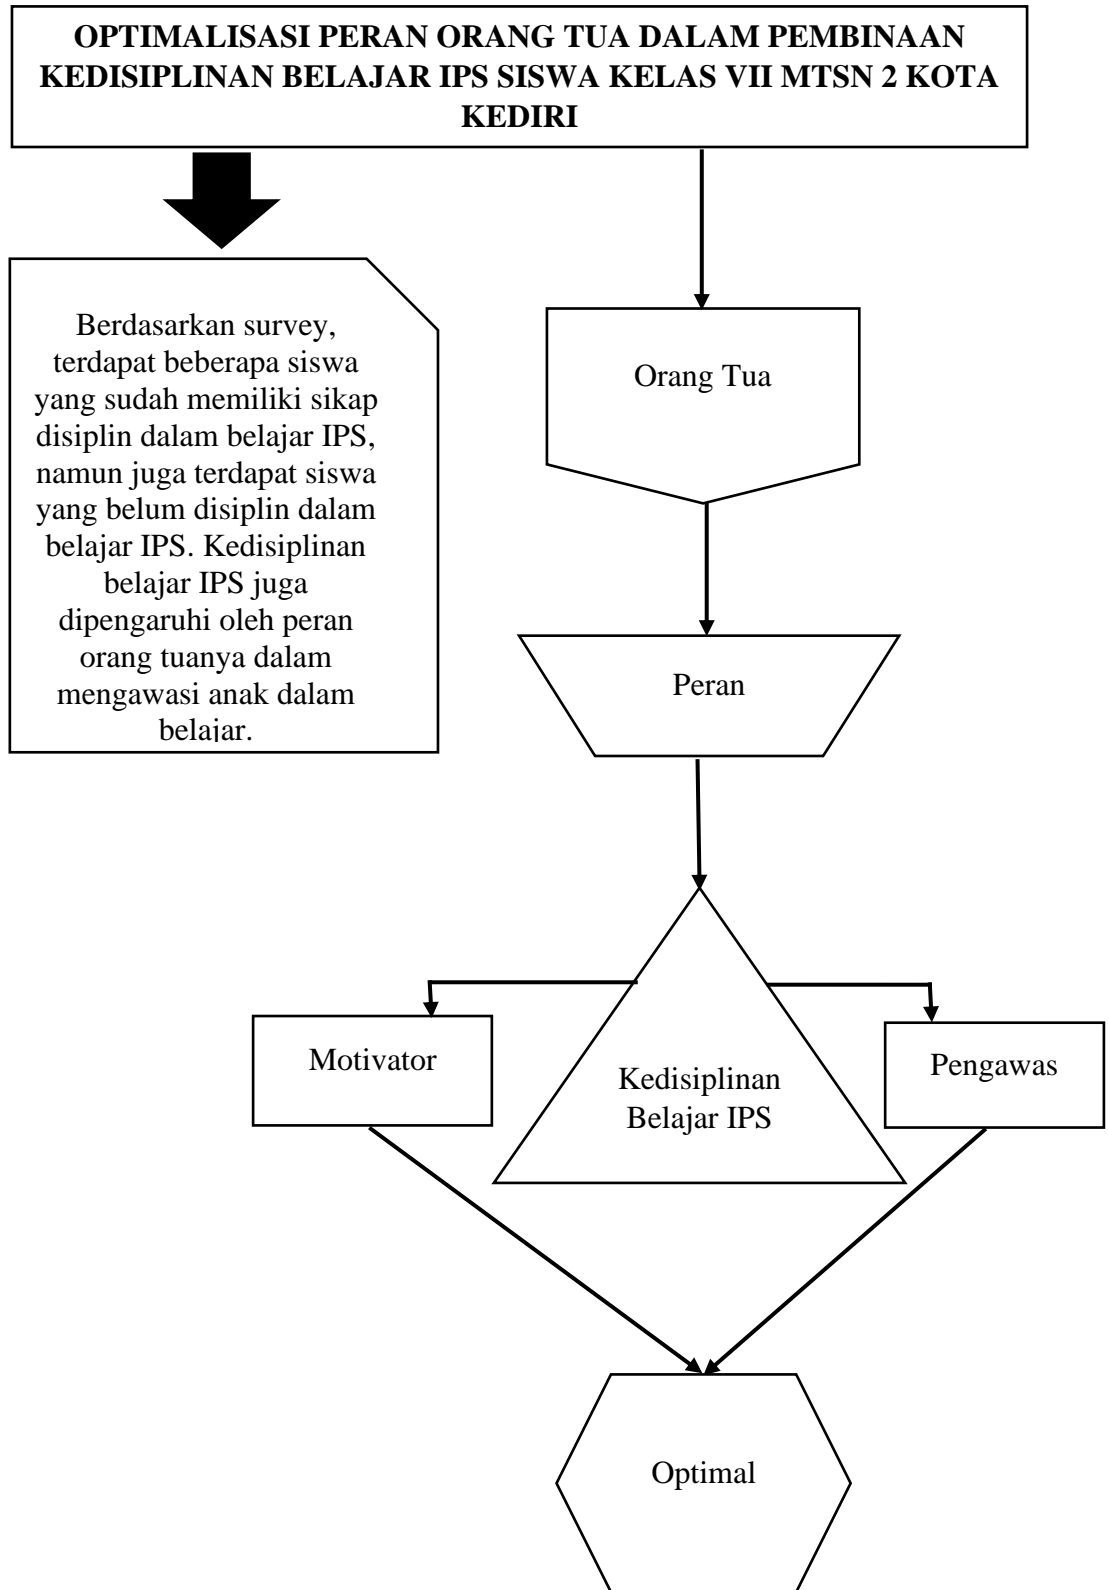 OPTIMALISASI PERAN ORANG TUA DALAM PEMBINAAN
KEDISIPLINAN BELAJAR IPS SISWA KELAS VII MTSN 2 KOTA
KEDIRI
Berdasarkan survey,
terdapat beberapa siswa
yang sudah memiliki sikap
disiplin dalam belajar IPS,
namun juga terdapat siswa
yang belum disiplin dalam
belajar IPS. Kedisiplinan
belajar IPS juga
dipengaruhi oleh peran
orang tuanya dalam
mengawasi anak dalam
belajar.
Orang Tua
Peran
Motivator
Kedisiplinan
Belajar IPS
Pengawas
Optimal